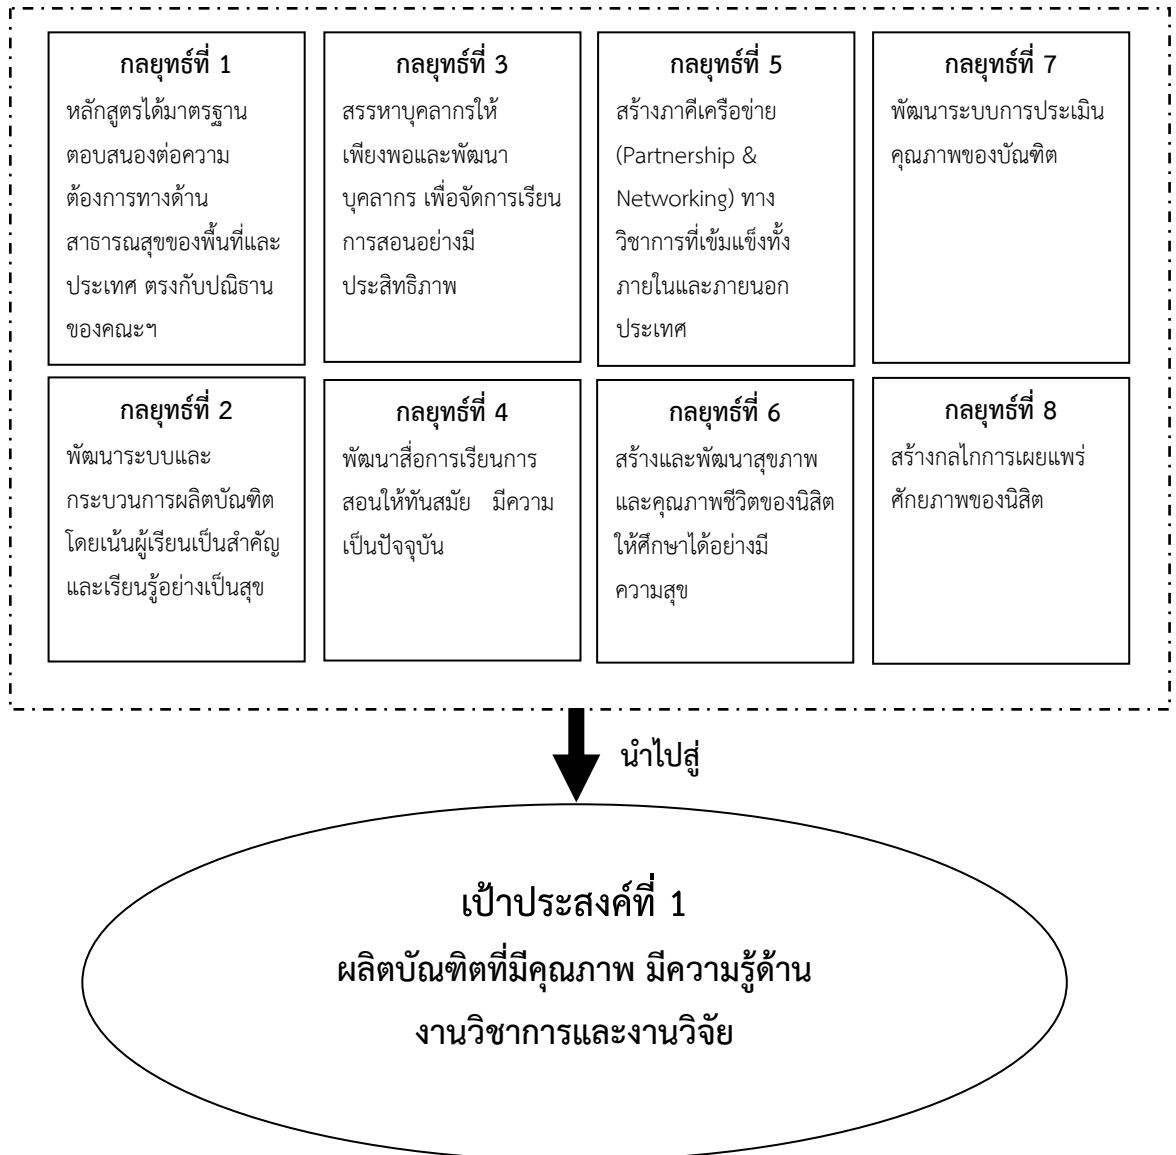 กลยุทธ์ที่ 1
หลักสูตรได้มาตรฐาน
ตอบสนองต่อความ
ต้องการทางด้าน
สาธารณสุขของพื้นที่และ
ประเทศ ตรงกับปณิธาน
ของคณะฯ
กลยุทธ์ที่ 3
สรรหาบุคลากรให้
เพียงพอและพัฒนา
บุคลากร เพื่อจัดการเรียน
การสอนอย่างมี
ประสิทธิภาพ
กลยุทธ์ที่ 5
สร้างภาคีเครือข่าย
(Partnership &
Networking) ทาง
วิชาการที่เข้มแข็งทั้ง
ภายในและภายนอก
ประเทศ
กลยุทธ์ที่ 7
พัฒนาระบบการประเมิน
คุณภาพของบัณฑิต
กลยุทธ์ที่ 2
พัฒนาระบบและ
กระบวนการผลิตบัณฑิต
โดยเน้นผู้เรียนเป็นสำคัญ
และเรียนรู้อย่างเป็นสุข
กลยุทธ์ที่ 4
พัฒนาสื่อการเรียนการ
สอนให้ทันสมัย มีความ
เป็นปัจจุบัน
กลยุทธ์ที่ 6
สร้างและพัฒนาสุขภาพ
และคุณภาพชีวิตของนิสิต
ให้ศึกษาได้อย่างมี
ความสุข
กลยุทธ์ที่ 8
สร้างกลไกการเผยแพร่
ศักยภาพของนิสิต
นำไปสู่
เป้าประสงค์ที่ 1
ผลิตบัณฑิตที่มีคุณภาพ มีความรู้ด้าน
งานวิชาการและงานวิจัย